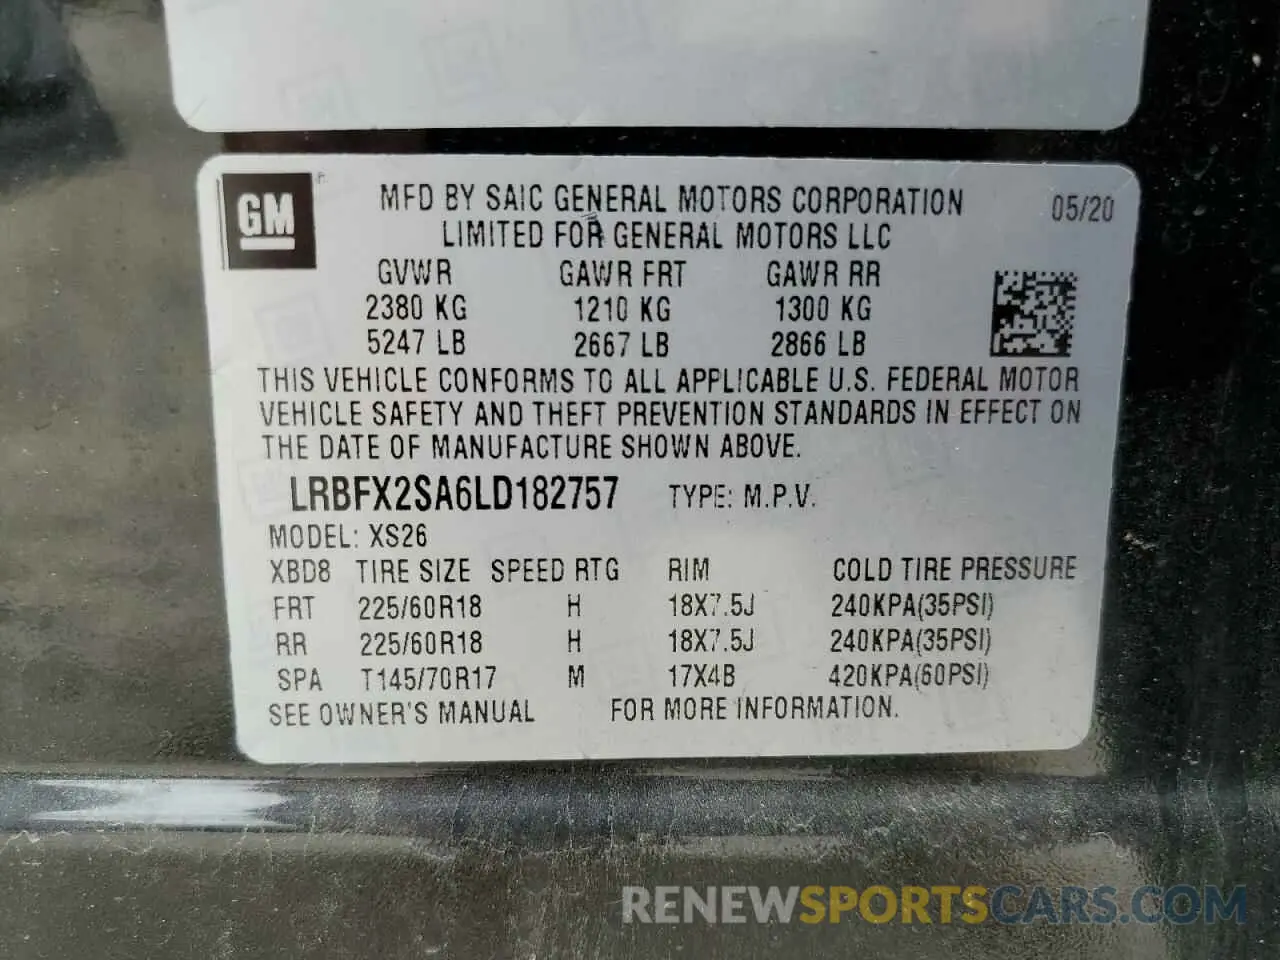 GM
MFD BY SAIC GENERAL MOTORS CORPORATION 05/20
LIMITED FOR GENERAL MOTORS LLC
GVWR GAWR FRT GAWR RR
2380 KG 1210 KG 1300 KG
5247 LB 2667 LB 2866 LB
THIS VEHICLE CONFORMS TO ALL APPLICABLE U.S. FEDERAL MOTOR
VEHICLE SAFETY AND THEFT PREVENTION STANDARDS IN EFFECT ON
THE DATE OF MANUFACTURE SHOWN ABOVE.
LRBFX2SA6LD182757 TYPE: M.P.V.
MODEL: XS26
XBD8 TIRE SIZE SPEED RTG RIM COLD TIRE PRESSURE
FRT 225/60R18 H 18X7.5J 240KPA(35PSI)
RR 225/60R18 H 18X7.5J 240KPA(35PSI)
SPA T145/70R17 M 17X4B 420KPA(60PSI)
SEE OWNER'S MANUAL FOR MORE INFORMATION.
RENEWSPORTSCARS.COM